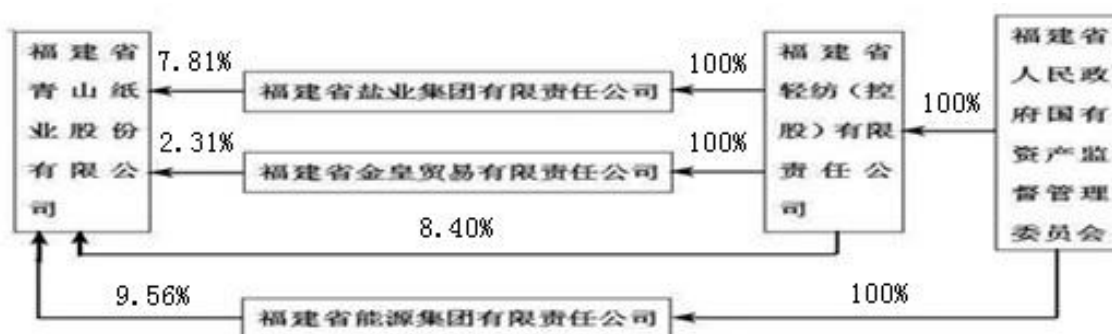 福建省
青山纸
业股份
有限公
司
7.81%
福建省盐业集团有限责任公司
100%
2.31%
福建省金皇贸易有限责任公司
100%
8.40%
福建省
轻纺（控
股）有限
责任公
司
100%
福建省
人民政
府国有
资产监
督管理
委员会
9.56%
福建省能源集团有限责任公司
100%